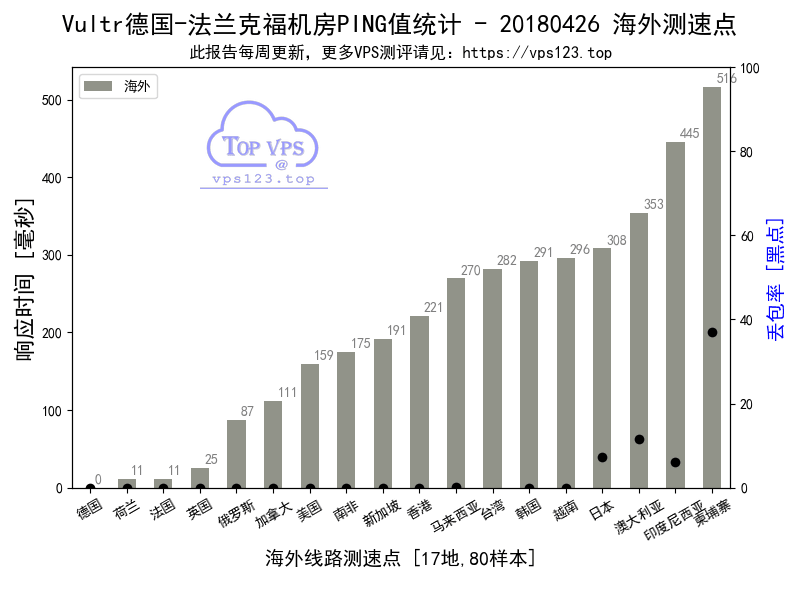 Vultr德国-法兰克福机房PING值统计 - 20180426 海外测速点
此报告每周更新, 更多VPS测评请见: https://vps123.top
海外
TOP VPS
@
vps123.top
响应时间 [毫秒]
500
400
300
200
100
0
0
11
11
25
87
111
159
175
191
221
270
282
291
296
308
353
445
516
100
80
60
40
20
0
丢包率 [黑点]
德国
荷兰
法国
英国
俄罗斯
加拿大
美国
南非
新加坡
香港
马来西亚
台湾
韩国
越南
日本
澳大利亚
印度尼西亚
柬埔寨
海外线路测速点 [17地,80样本]